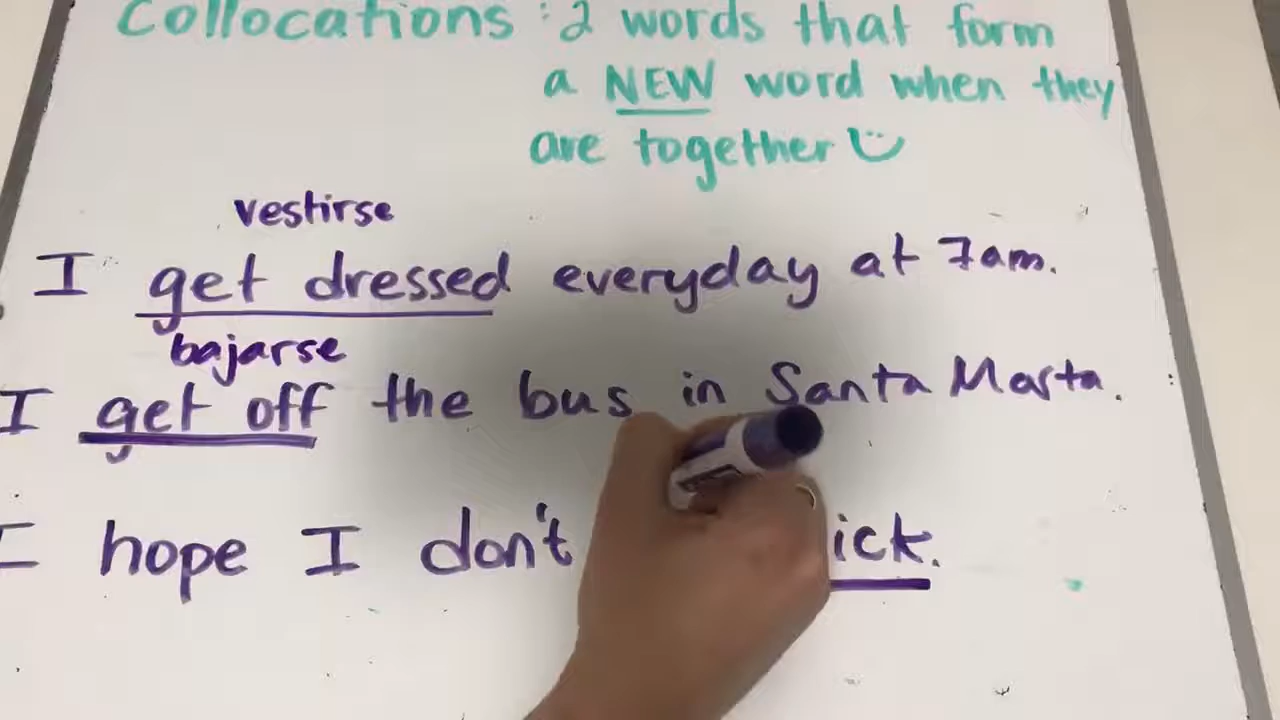 Collocations : 2 words that form
a NEW word when they
are together
vestirse
I get dressed everyday at 7am.
bajarse
I get off the bus in Santa Marta.
I hope I don't ick.